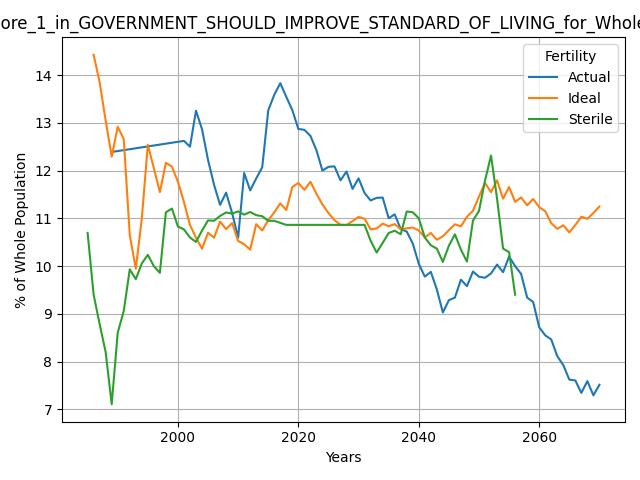 ore_1_in_GOVERNMENT_SHOULD_IMPROVE_STANDARD_OF_LIVING_for_Whole
Fertility
Actual
Ideal
Sterile
% of Whole Population
14
13
12
11
10
9
8
7
2000
2020
2040
2060
Years